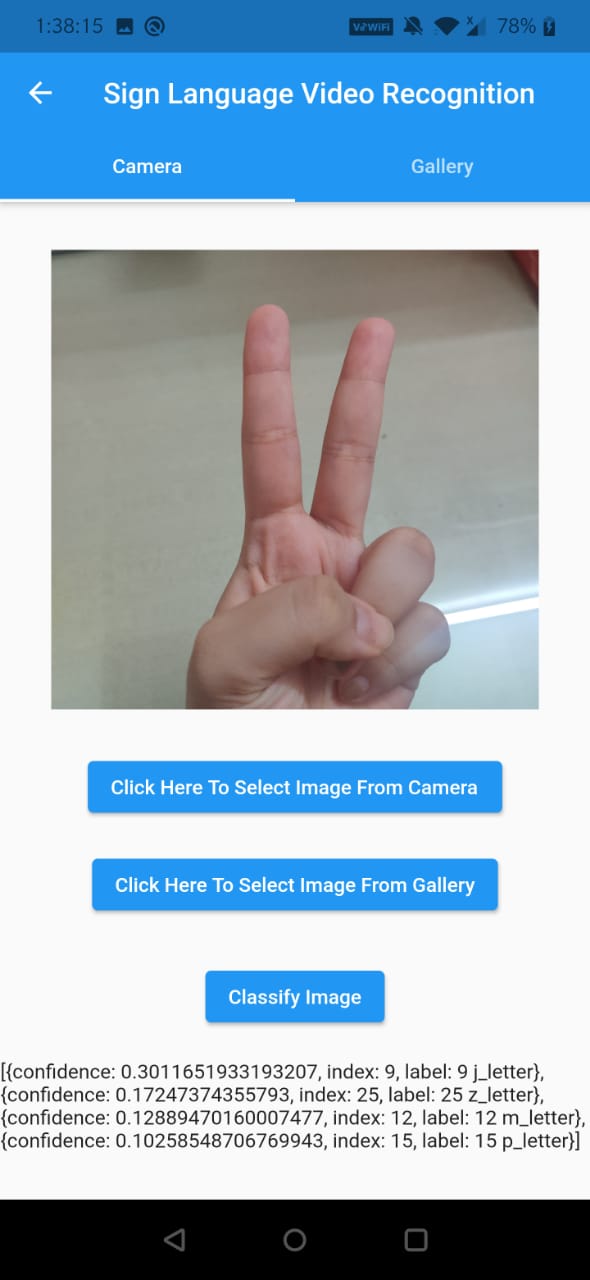 1:38:15 78%
Sign Language Video Recognition
Camera Gallery
Click Here To Select Image From Camera
Click Here To Select Image From Gallery
Classify Image
[{confidence: 0.3011651933193207, index: 9, label: 9 j_letter},
{confidence: 0.17247374355793, index: 25, label: 25 z_letter},
{confidence: 0.12889470160007477, index: 12, label: 12 m_letter},
{confidence: 0.10258548706769943, index: 15, label: 15 p_letter}]